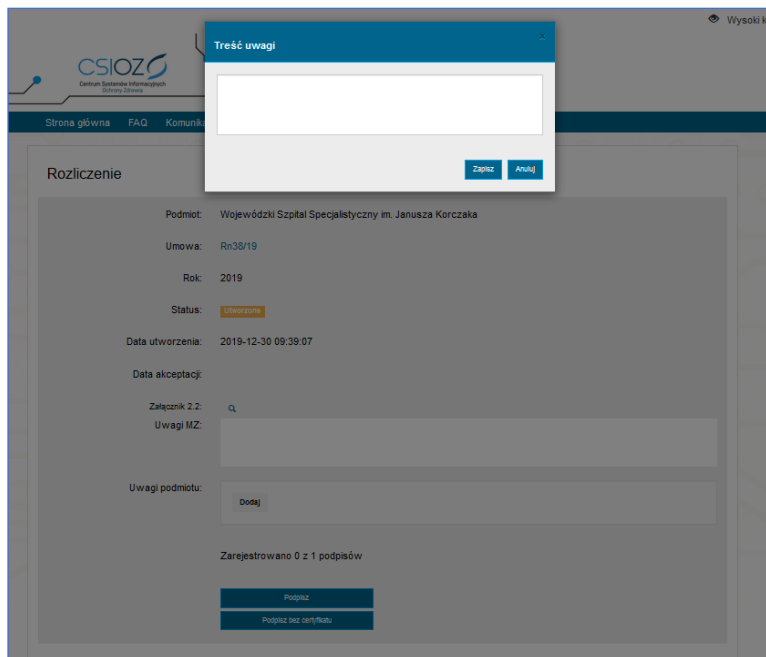 Wysoki k
Treść uwagi
x
CSIOZ
Centrum Systemów Informacyjnych
Ochrony Zdrowia
Strona główna FAQ Komunika
Zapisz Anuluj
Rozliczenie
Podmiot: Wojewódzki Szpital Specjalistyczny im. Janusza Korczaka
Umowa: Rn38/19
Rok: 2019
Status: Utworzone
Data utworzenia: 2019-12-30 09:39:07
Data akceptacji:
Załącznik 2.2:
Uwagi MZ:
Uwagi podmiotu:
Dodaj
Zarejestrowano 0 z 1 podpisów
Podpisz
Podpisz bez certyfikatu